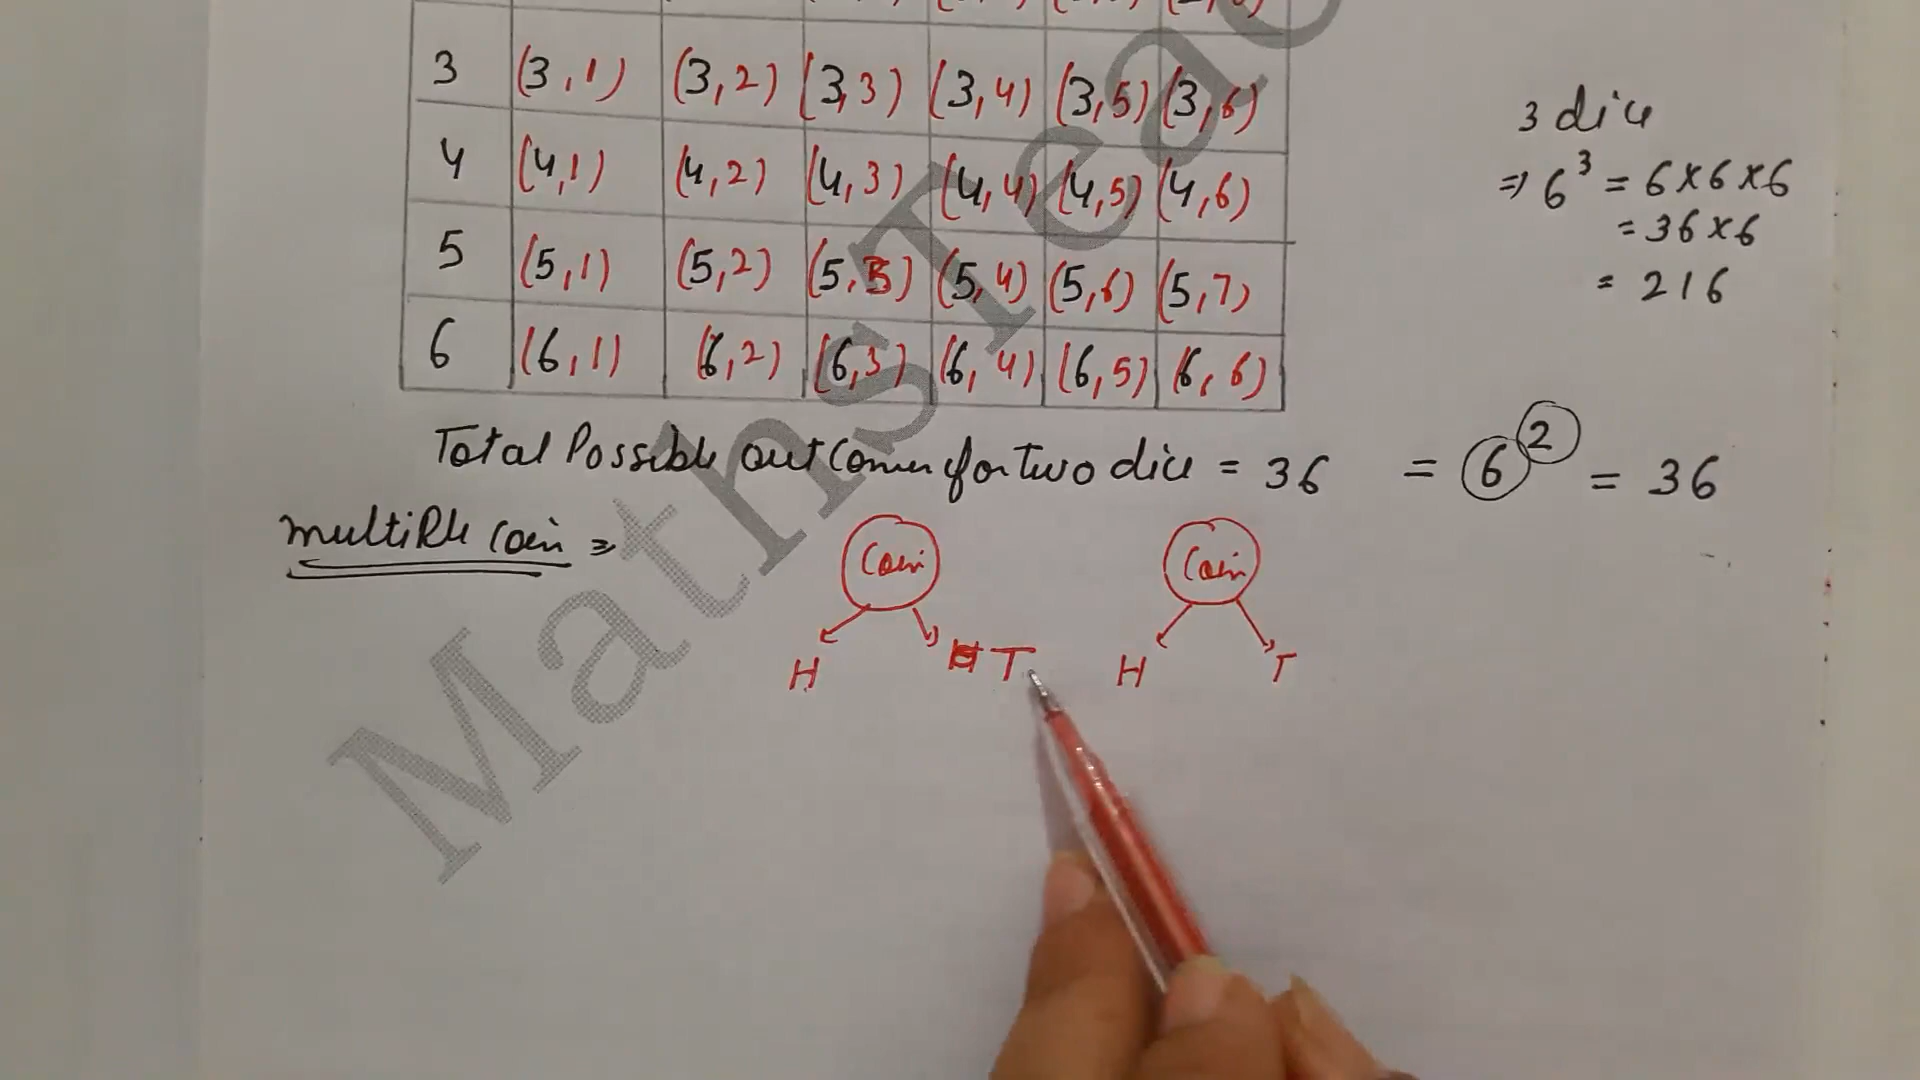 3 (3,1) (3,2) (3,3) (3,4) (3,5) (3,6)
4 (4,1) (4,2) (4,3) (4,4) (4,5) (4,6)
5 (5,1) (5,2) (5,3) (5,4) (5,6) (5,7)
6 (6,1) (6,2) (6,3) (6,4) (6,5) (6,6)
3 dice
⇒ 6³ = 6×6×6
= 36×6
= 216
Total Possible outcomes for two dice = 36 = 6² = 36
multiple coin ⇒
Coin Coin
H T H T
Maths Teac